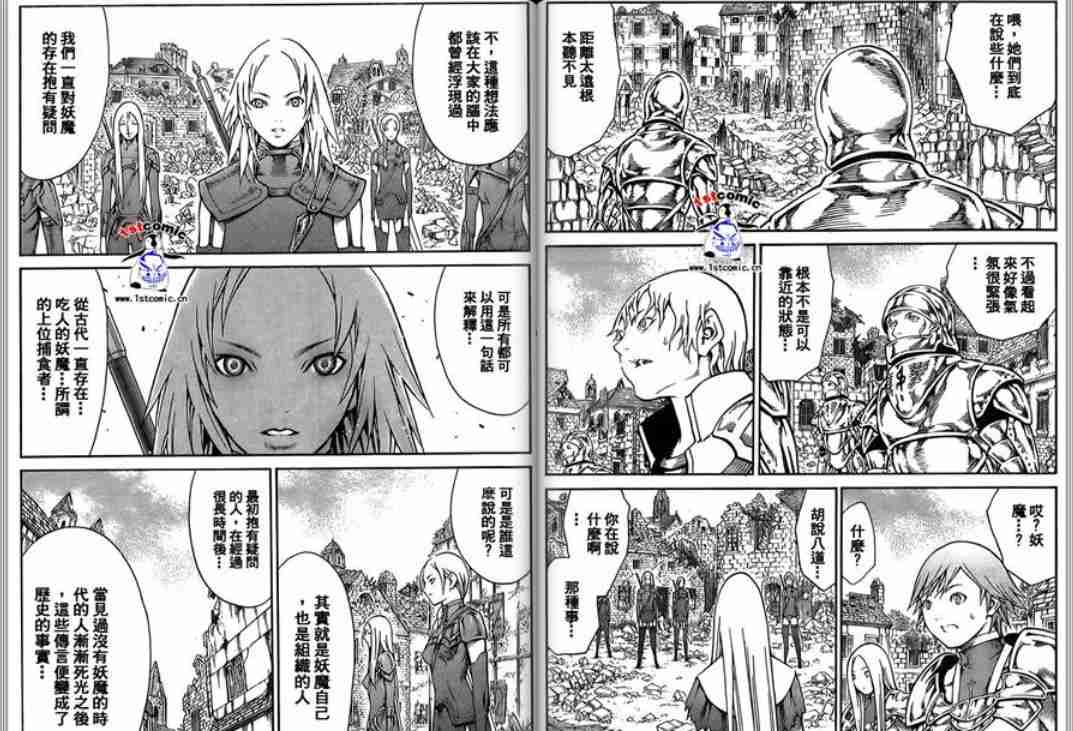 喂，她們到底
在說些什麼…
距離太遠根
本聽不見
不過看起
來好像氣
氛很緊張
…
根本不是可以
靠近的狀態…
哎？妖
魔…？
什麼？
胡說八道…
你在說
什麼啊
…
那種事…
不，這種想法應
該在大家的腦中
都曾經浮現過
我們一直對妖魔
的存在抱有疑問
可是所有都可
以用這一句話
來解釋…
從古代一直存在…
吃人的妖魔…所謂
的上位捕食者…
可是是誰這
麼說的呢？
其實就是妖魔自己
，也是組織的人
最初抱有疑問
的人，在經過
很長時間後…
當見過沒有妖魔的時
代的人漸漸死光之後
，這些傳言便變成了
歷史的事實…
1stcomic
www.1stcomic.cn
1stcomic
www.1stcomic.cn